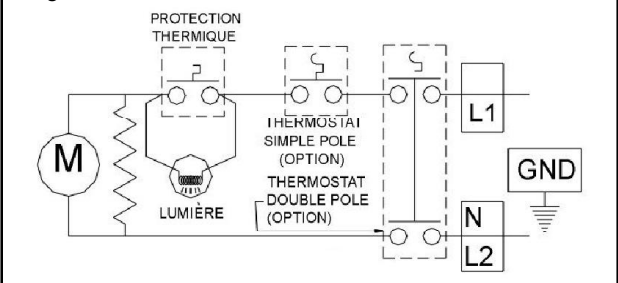 PROTECTION
THERMIQUE
L1
THERMOSTAT
SIMPLE POLE
(OPTION)
M
GND
THERMOSTAT
DOUBLE POLE
(OPTION)
LUMIÈRE
N
L2